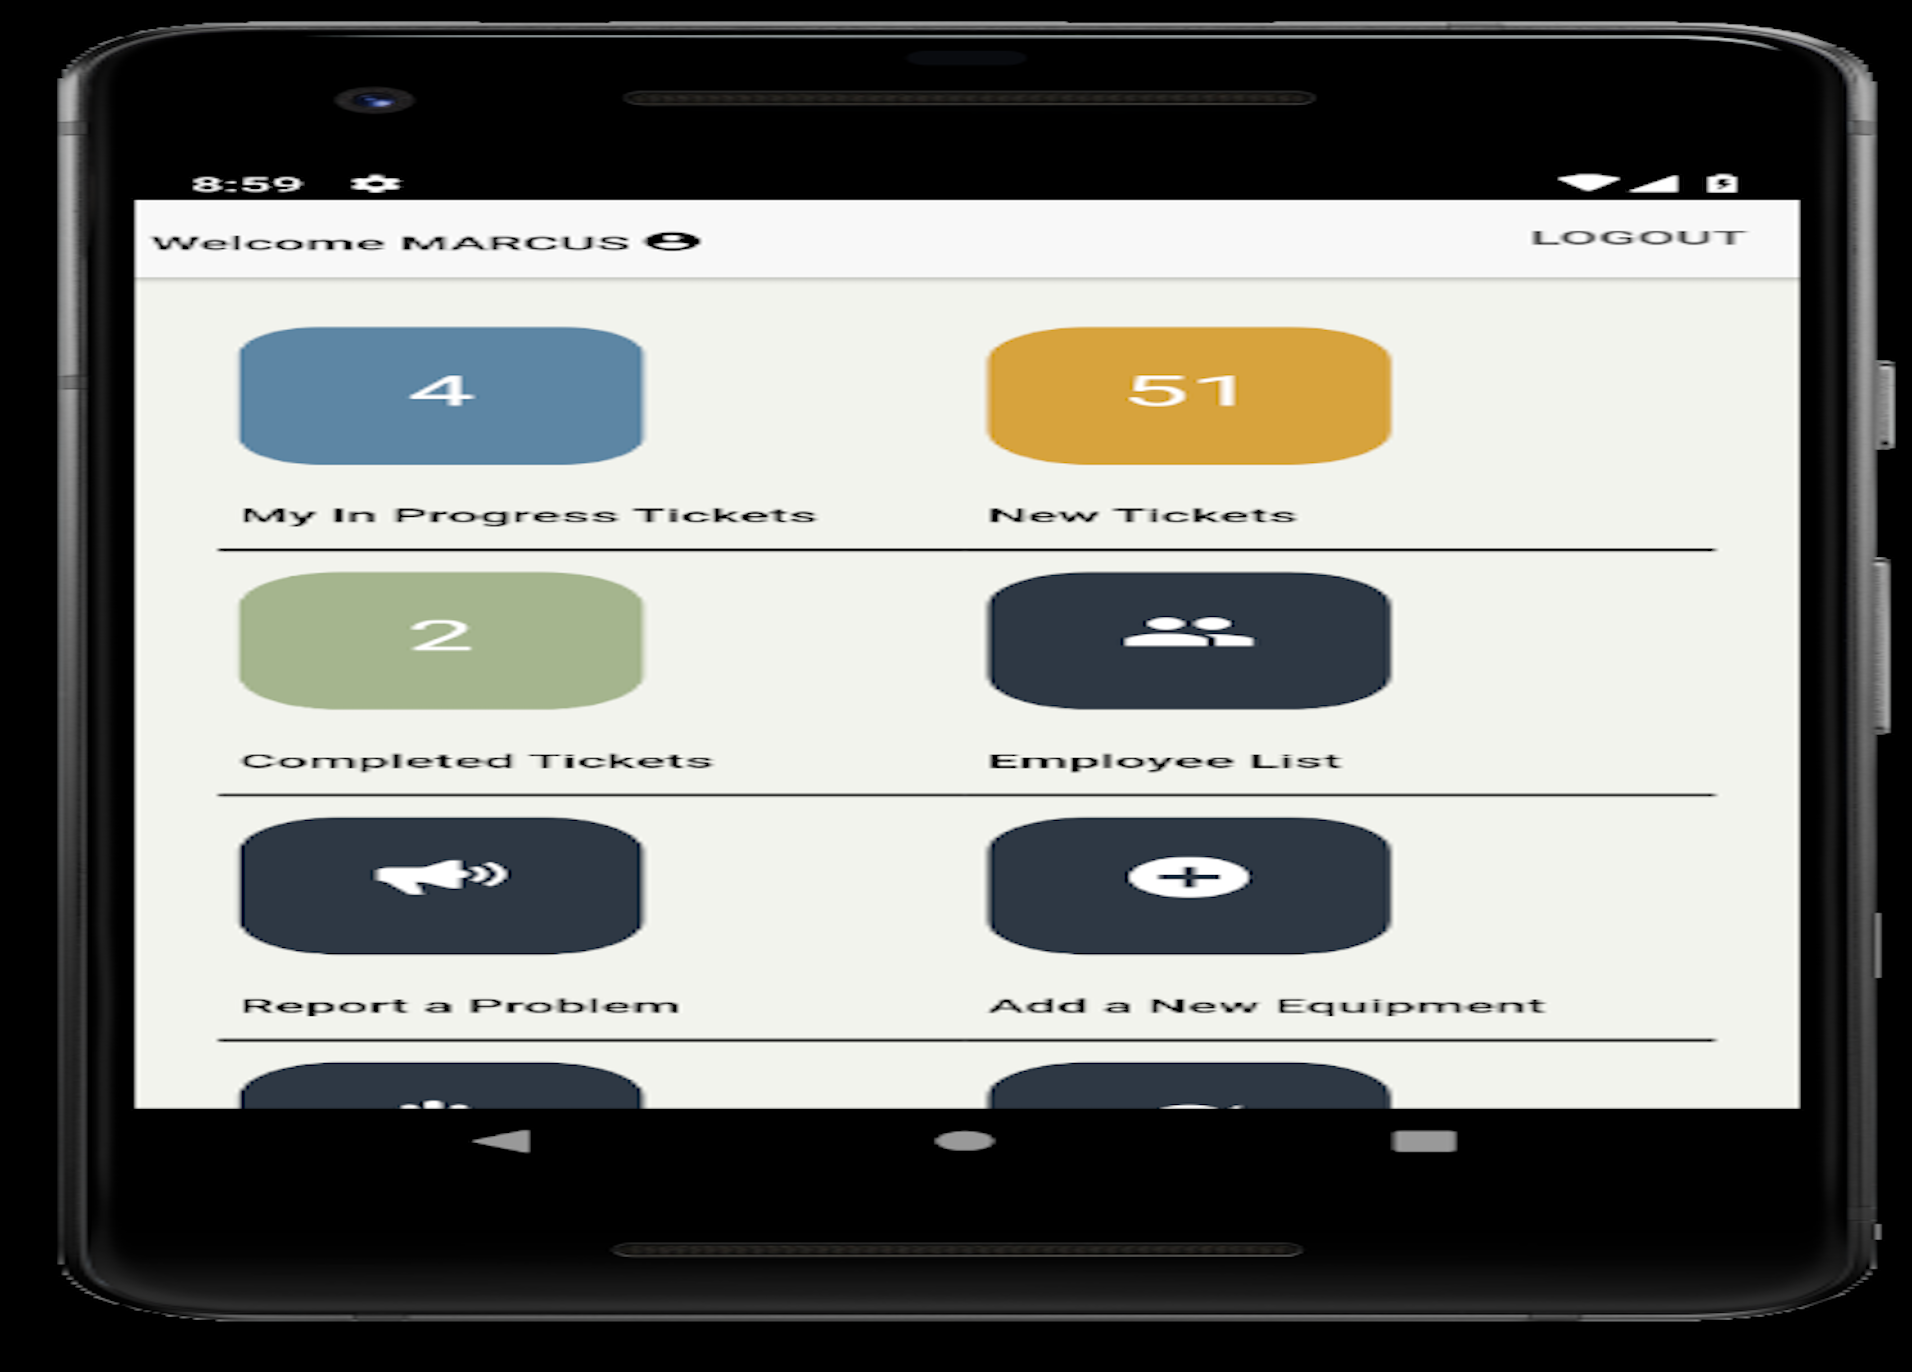 8:59
Welcome MARCUS
LOGOUT
4
51
My In Progress Tickets
New Tickets
2
Completed Tickets
Employee List
Report a Problem
Add a New Equipment